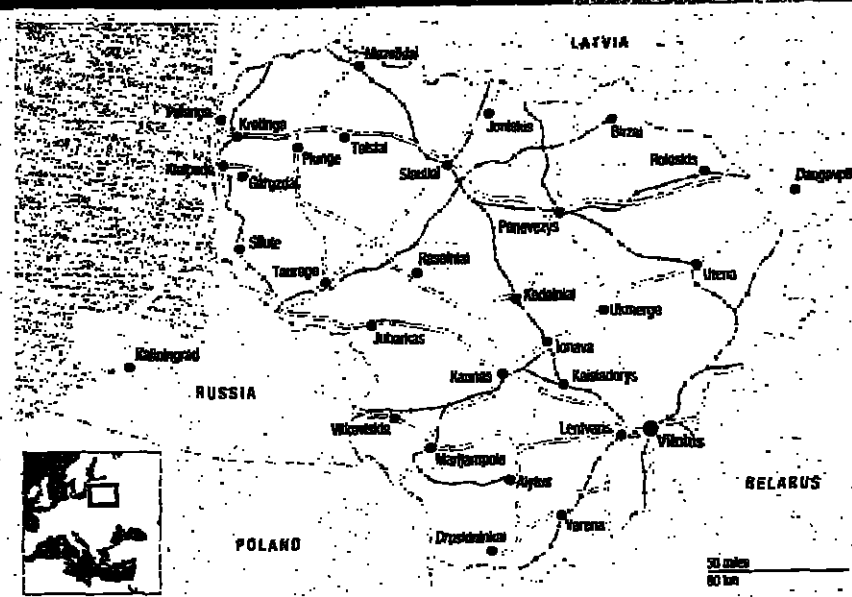 LATVIA
Mazeikiai
Palanga
Kretinga
Joniskis
Birzai
Plunge
Telsiai
Siauliai
Rokiskis
Daugavpils
Klaipeda
Gargzdai
Panevezys
Silute
Taurage
Raseiniai
Utena
Kedainiai
Ukmerge
Jurbarkas
Jonava
Kaliningrad
Kaunas
Kaisiadorys
RUSSIA
Vilkaviskis
Lentvaris
Vilnius
Marijampole
Alytus
BELARUS
Varena
POLAND
Druskininkai
50 miles
80 km